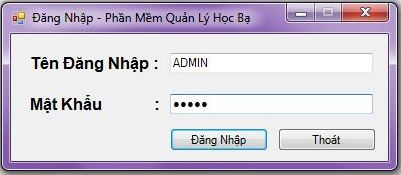 Đăng Nhập - Phần Mềm Quản Lý Học Bạ
Tên Đăng Nhập : ADMIN
Mật Khẩu : •••••
Đăng Nhập Thoát